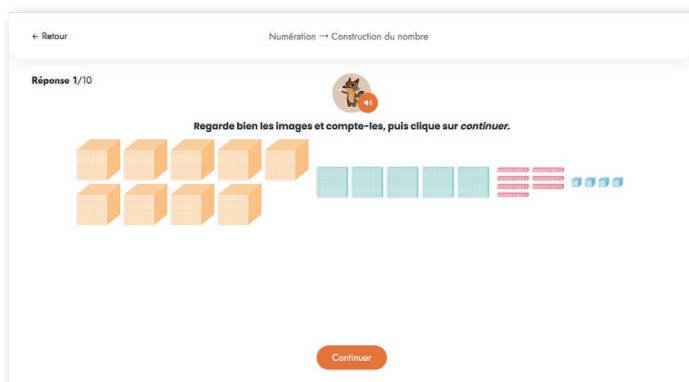 ← Retour
Numération → Construction du nombre
Réponse 1/10
Regarde bien les images et compte-les, puis clique sur continuer.
Continuer